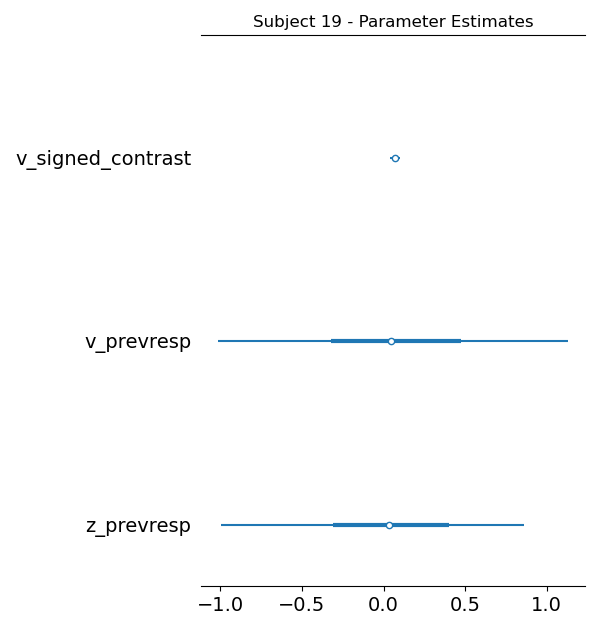 Subject 19 - Parameter Estimates
v_signed_contrast
v_prevresp
z_prevresp
−1.0 −0.5 0.0 0.5 1.0